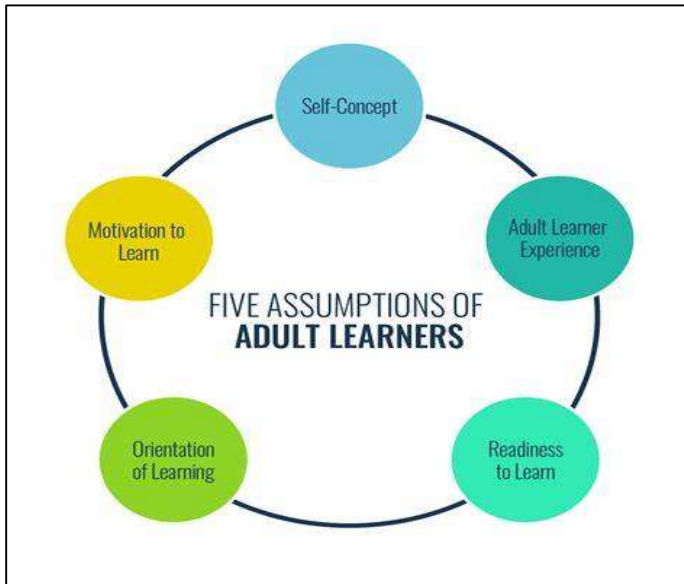 Self-Concept
Adult Learner
Experience
Readiness
to Learn
Orientation
of Learning
Motivation to
Learn
FIVE ASSUMPTIONS OF
ADULT LEARNERS